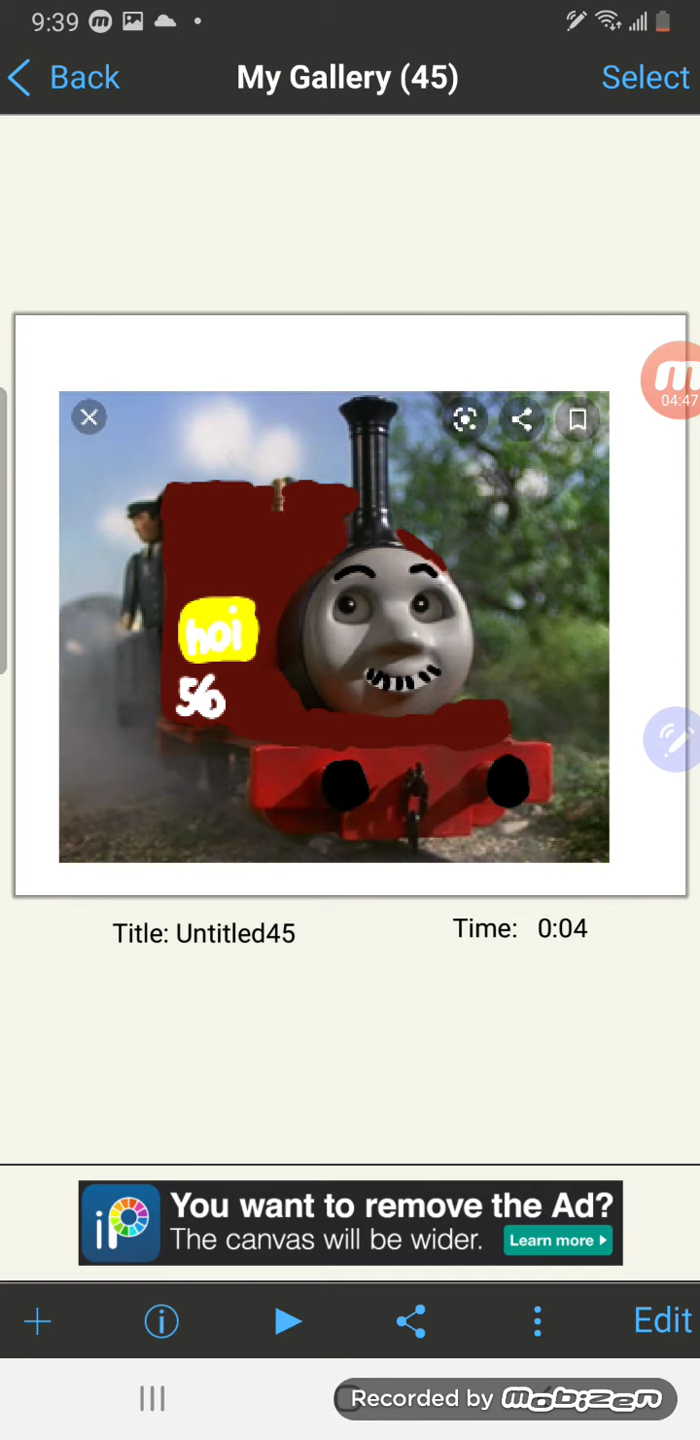 9:39
Back
My Gallery (45)
Select
m
04:47
hoi
56
Title: Untitled45
Time: 0:04
iP
You want to remove the Ad?
The canvas will be wider.
Learn more
Edit
Recorded by mobizen